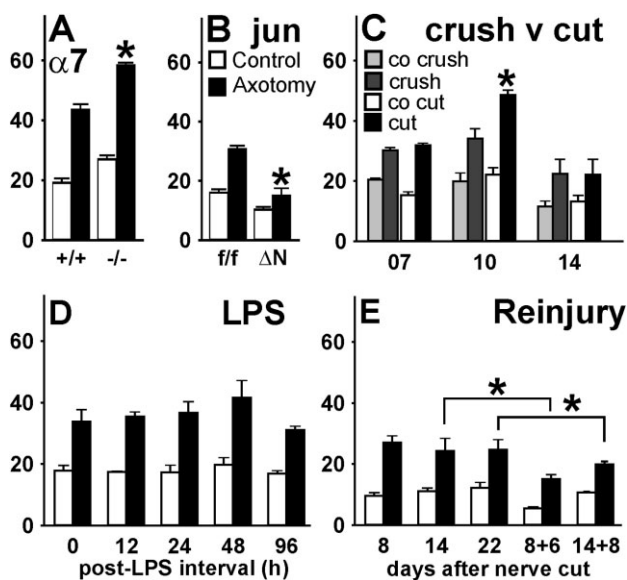 A
α7
60
40
20
0
+/+ -/-
*
B jun
Control
Axotomy
60
40
20
0
f/f ΔN
*
C crush v cut
co crush
crush
co cut
cut
60
40
20
0
07 10 14
*
D LPS
60
40
20
0
0 12 24 48 96
post-LPS interval (h)
E Reinjury
60
40
20
0
* *
8 14 22 8+6 14+8
days after nerve cut